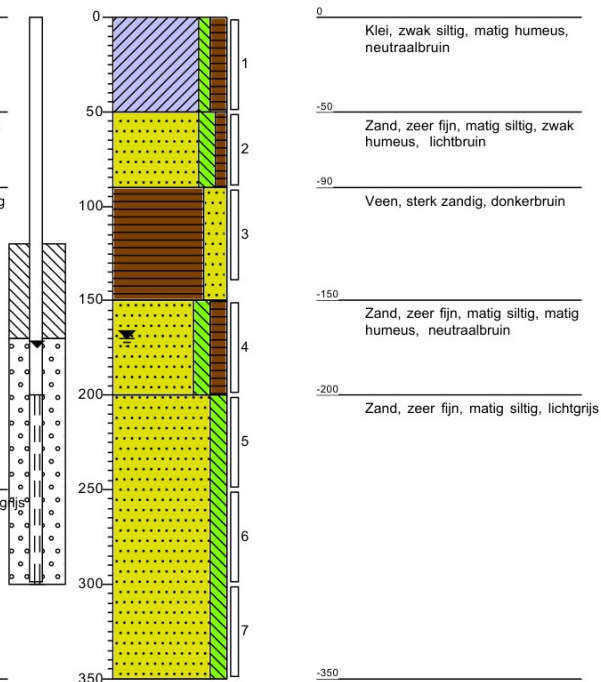 0
50
100
150
200
250
300
350
1
2
3
4
5
6
7
g
grijs
0
Klei, zwak siltig, matig humeus,
neutraalbruin
-50
Zand, zeer fijn, matig siltig, zwak
humeus, lichtbruin
-90
Veen, sterk zandig, donkerbruin
-150
Zand, zeer fijn, matig siltig, matig
humeus, neutraalbruin
-200
Zand, zeer fijn, matig siltig, lichtgrijs
-350